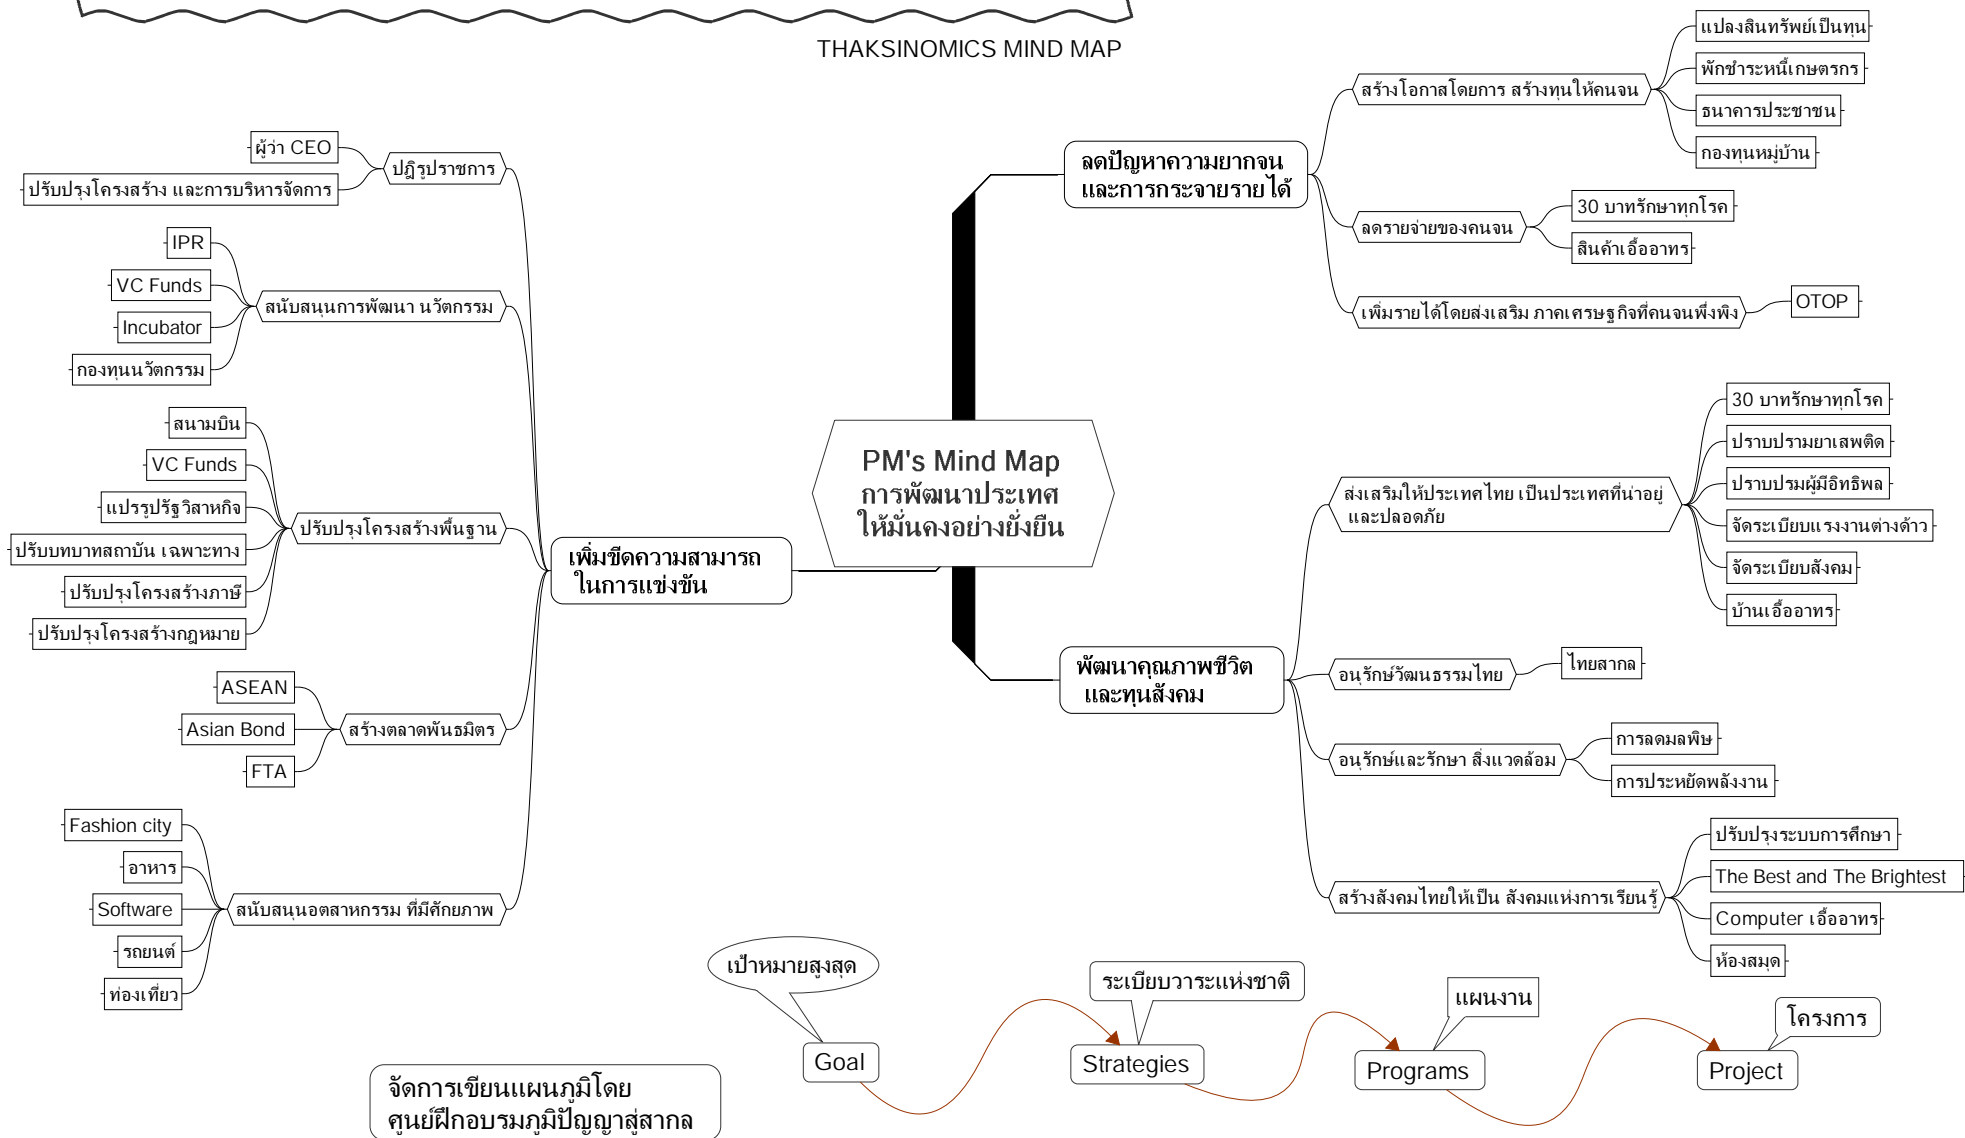 THAKSINOMICS MIND MAP
PM's Mind Map
การพัฒนาประเทศ
ให้มั่นคงอย่างยั่งยืน
ลดปัญหาความยากจน
และการกระจายรายได้
สร้างโอกาสโดยการ สร้างทุนให้คนจน
แปลงสินทรัพย์เป็นทุน
พักชำระหนี้เกษตรกร
ธนาคารประชาชน
กองทุนหมู่บ้าน
ลดรายจ่ายของคนจน
30 บาทรักษาทุกโรค
สินค้าเอื้ออาทร
เพิ่มรายได้โดยส่งเสริม ภาคเศรษฐกิจที่คนจนพึ่งพิง
OTOP
พัฒนาคุณภาพชีวิต
และทุนสังคม
ส่งเสริมให้ประเทศไทย เป็นประเทศที่น่าอยู่
และปลอดภัย
30 บาทรักษาทุกโรค
ปราบปรามยาเสพติด
ปราบปรมผู้มีอิทธิพล
จัดระเบียบแรงงานต่างด้าว
จัดระเบียบสังคม
บ้านเอื้ออาทร
อนุรักษ์วัฒนธรรมไทย
ไทยสากล
อนุรักษ์และรักษา สิ่งแวดล้อม
การลดมลพิษ
การประหยัดพลังงาน
สร้างสังคมไทยให้เป็น สังคมแห่งการเรียนรู้
ปรับปรุงระบบการศึกษา
The Best and The Brightest
Computer เอื้ออาทร
ห้องสมุด
เพิ่มขีดความสามารถ
ในการแข่งขัน
ปฎิรูปราชการ
ผู้ว่า CEO
ปรับปรุงโครงสร้าง และการบริหารจัดการ
สนับสนุนการพัฒนา นวัตกรรม
IPR
VC Funds
Incubator
กองทุนนวัตกรรม
ปรับปรุงโครงสร้างพื้นฐาน
สนามบิน
VC Funds
แปรรูปรัฐวิสาหกิจ
ปรับบทบาทสถาบัน เฉพาะทาง
ปรับปรุงโครงสร้างภาษี
ปรับปรุงโครงสร้างกฎหมาย
สร้างตลาดพันธมิตร
ASEAN
Asian Bond
FTA
สนับสนุนอตสาหกรรม ที่มีศักยภาพ
Fashion city
อาหาร
Software
รถยนต์
ท่องเที่ยว
เป้าหมายสูงสุด
Goal
ระเบียบวาระแห่งชาติ
Strategies
แผนงาน
Programs
โครงการ
Project
จัดการเขียนแผนภูมิโดย
ศูนย์ฝึกอบรมภูมิปัญญาสู่สากล